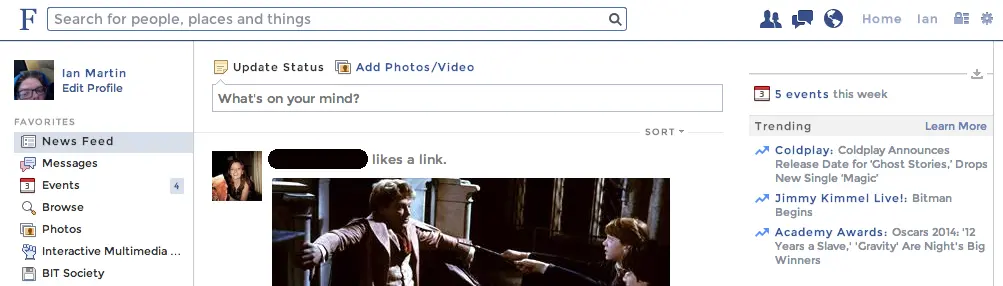 F
Search for people, places and things
Home
Ian
Ian Martin
Edit Profile
FAVORITES
News Feed
Messages
3 Events 4
Browse
Photos
Interactive Multimedia ...
BIT Society
Update Status
Add Photos/Video
What's on your mind?
SORT
likes a link.
3 5 events this week
Trending
Learn More
Coldplay: Coldplay Announces
Release Date for 'Ghost Stories,' Drops
New Single 'Magic'
Jimmy Kimmel Live!: Bitman
Begins
Academy Awards: Oscars 2014: '12
Years a Slave,' 'Gravity' Are Night's Big
Winners